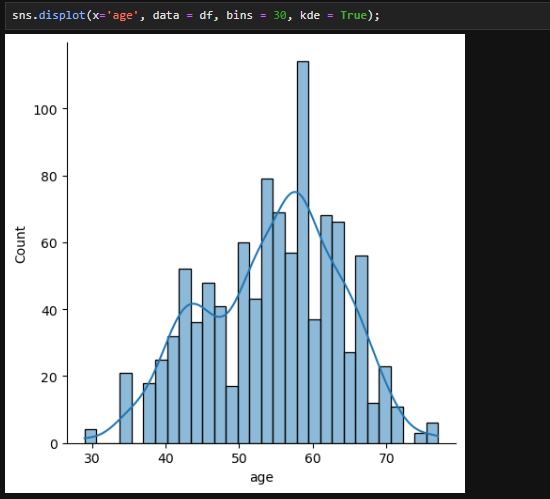 sns.displot(x='age', data = df, bins = 30, kde = True);
100
80
60
40
20
0
Count
30 40 50 60 70
age